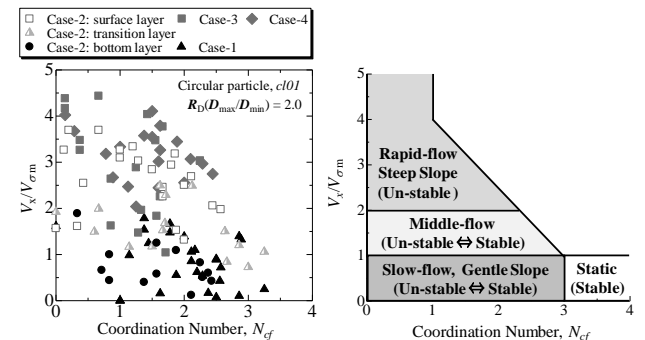 Case-2: surface layer Case-3 Case-4
Case-2: transition layer
Case-2: bottom layer Case-1
Circular particle, cl01
R_D(D_max/D_min) = 2.0
V_x/V_σm
5
4
3
2
1
0
0 1 2 3 4
Coordination Number, N_cf
V_x/V_σm
5
4
3
2
1
0
Rapid-flow
Steep Slope
(Un-stable)
Middle-flow
(Un-stable ⇔ Stable)
Slow-flow, Gentle Slope
(Un-stable ⇔ Stable)
Static
(Stable)
0 1 2 3 4
Coordination Number, N_cf